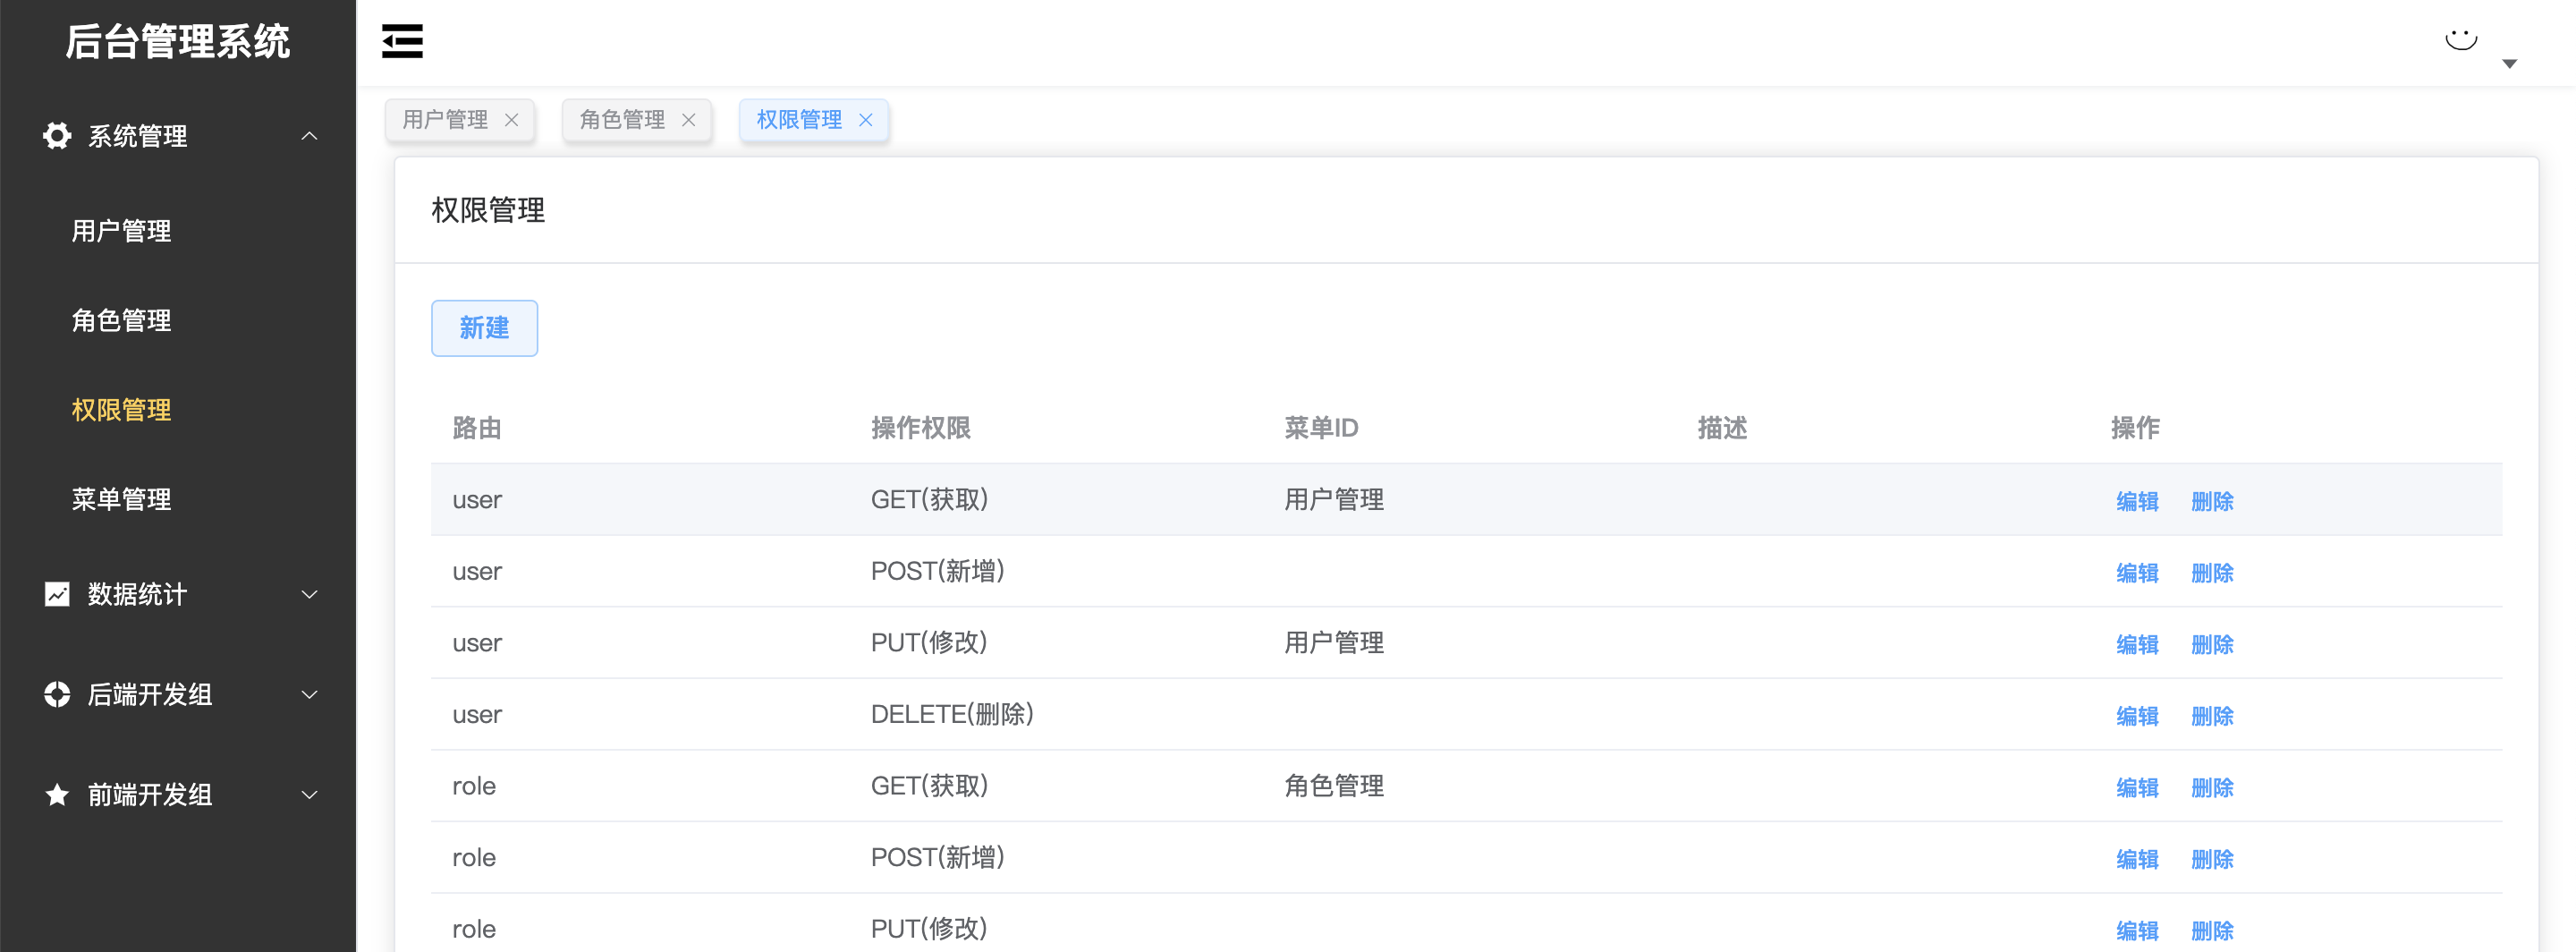 后台管理系统
系统管理
用户管理
角色管理
权限管理
菜单管理
数据统计
后端开发组
前端开发组
用户管理 角色管理 权限管理
权限管理
新建
路由 操作权限 菜单ID 描述 操作
user GET(获取) 用户管理 编辑 删除
user POST(新增) 编辑 删除
user PUT(修改) 用户管理 编辑 删除
user DELETE(删除) 编辑 删除
role GET(获取) 角色管理 编辑 删除
role POST(新增) 编辑 删除
role PUT(修改) 编辑 删除